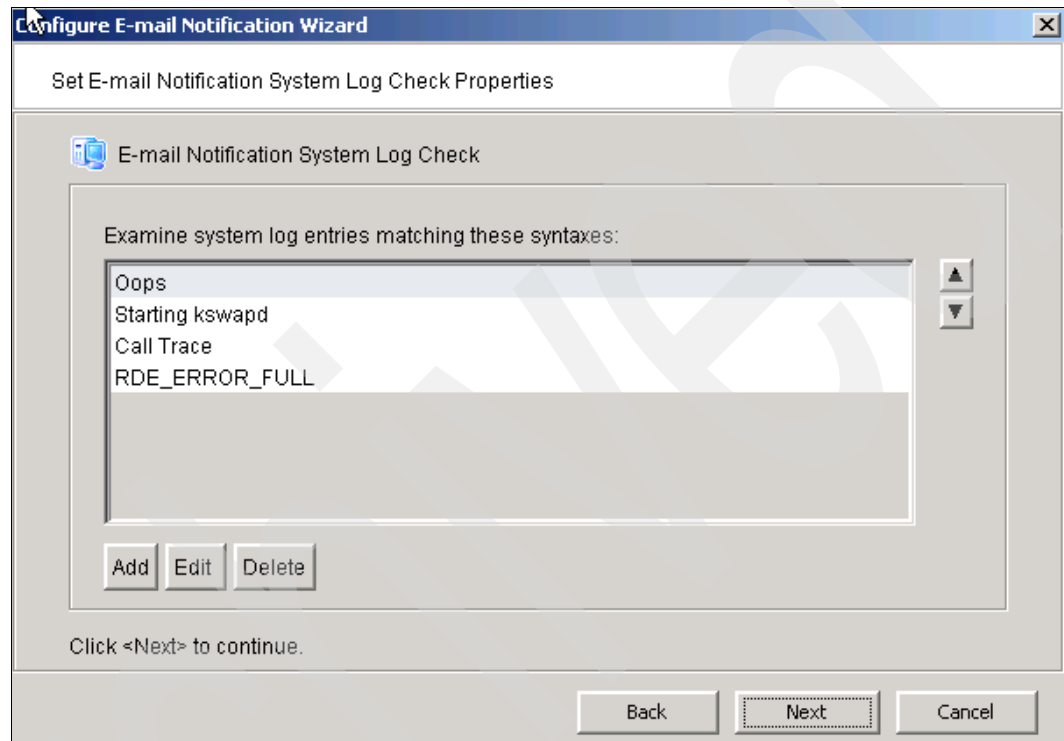 Configure E-mail Notification Wizard
Set E-mail Notification System Log Check Properties
E-mail Notification System Log Check
Examine system log entries matching these syntaxes:
Oops
Starting kswapd
Call Trace
RDE_ERROR_FULL
Add Edit Delete
Click <Next> to continue.
Back Next Cancel